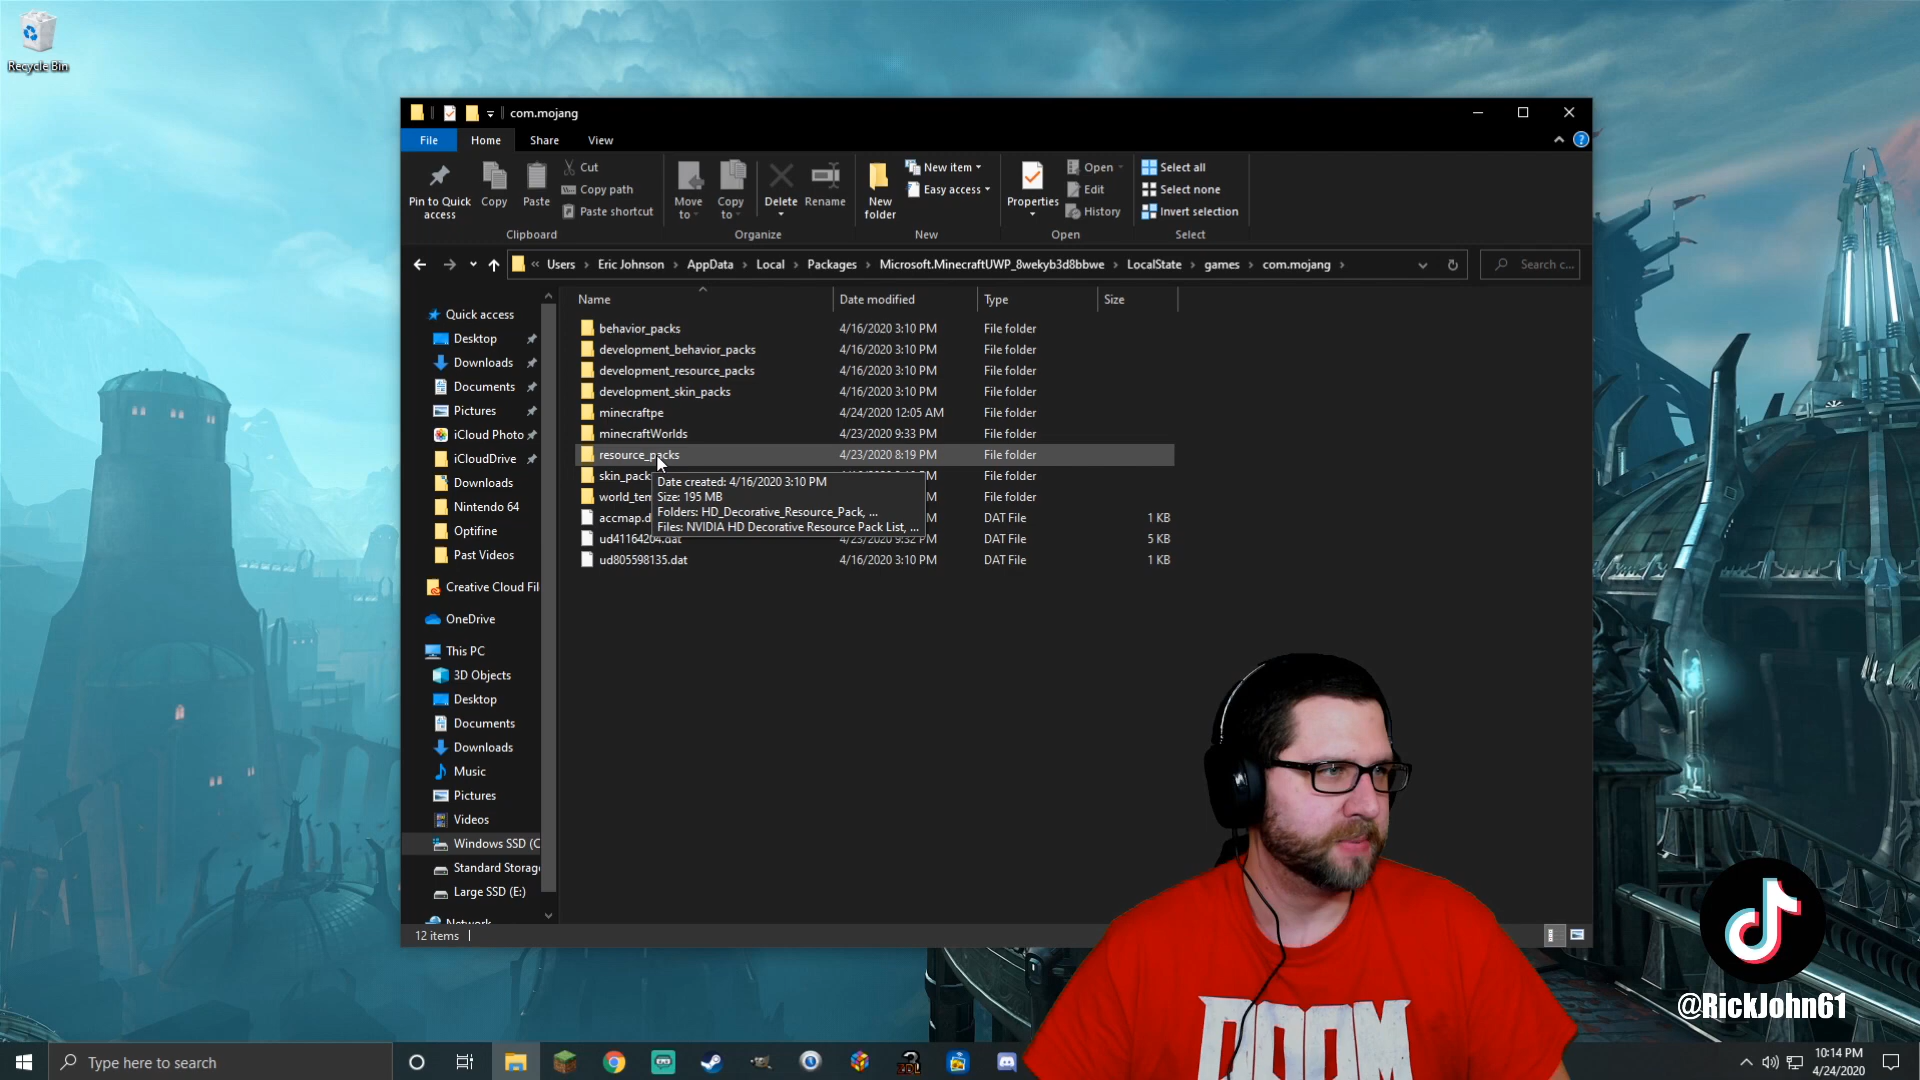 Recycle Bin
com.mojang
File
Home
Share
View
Pin to Quick access
Copy
Paste
Cut
Copy path
Paste shortcut
Clipboard
Move to
Copy to
Delete
Rename
Organize
New folder
New item
Easy access
New
Properties
Open
Edit
History
Open
Select all
Select none
Invert selection
Select
« Users › Eric Johnson › AppData › Local › Packages › Microsoft.MinecraftUWP_8wekyb3d8bbwe › LocalState › games › com.mojang ›
Search c...
Name Date modified Type Size
Quick access
Desktop
Downloads
Documents
Pictures
iCloud Photo
iCloudDrive
Downloads
Nintendo 64
Optifine
Past Videos
Creative Cloud Fil
OneDrive
This PC
3D Objects
Desktop
Documents
Downloads
Music
Pictures
Videos
Windows SSD (C
Standard Storag
Large SSD (E:)
Network
behavior_packs 4/16/2020 3:10 PM File folder
development_behavior_packs 4/16/2020 3:10 PM File folder
development_resource_packs 4/16/2020 3:10 PM File folder
development_skin_packs 4/16/2020 3:10 PM File folder
minecraftpe 4/24/2020 12:05 AM File folder
minecraftWorlds 4/23/2020 9:33 PM File folder
resource_packs 4/23/2020 8:19 PM File folder
skin_pack M File folder
world_tem M File folder
accmap.d M DAT File 1 KB
ud41164204.dat 4/23/2020 9:32 PM DAT File 5 KB
ud805598135.dat 4/16/2020 3:10 PM DAT File 1 KB
Date created: 4/16/2020 3:10 PM
Size: 195 MB
Folders: HD_Decorative_Resource_Pack, ...
Files: NVIDIA HD Decorative Resource Pack List, ...
12 items
DOOM
@RickJohn61
Type here to search
10:14 PM
4/24/2020